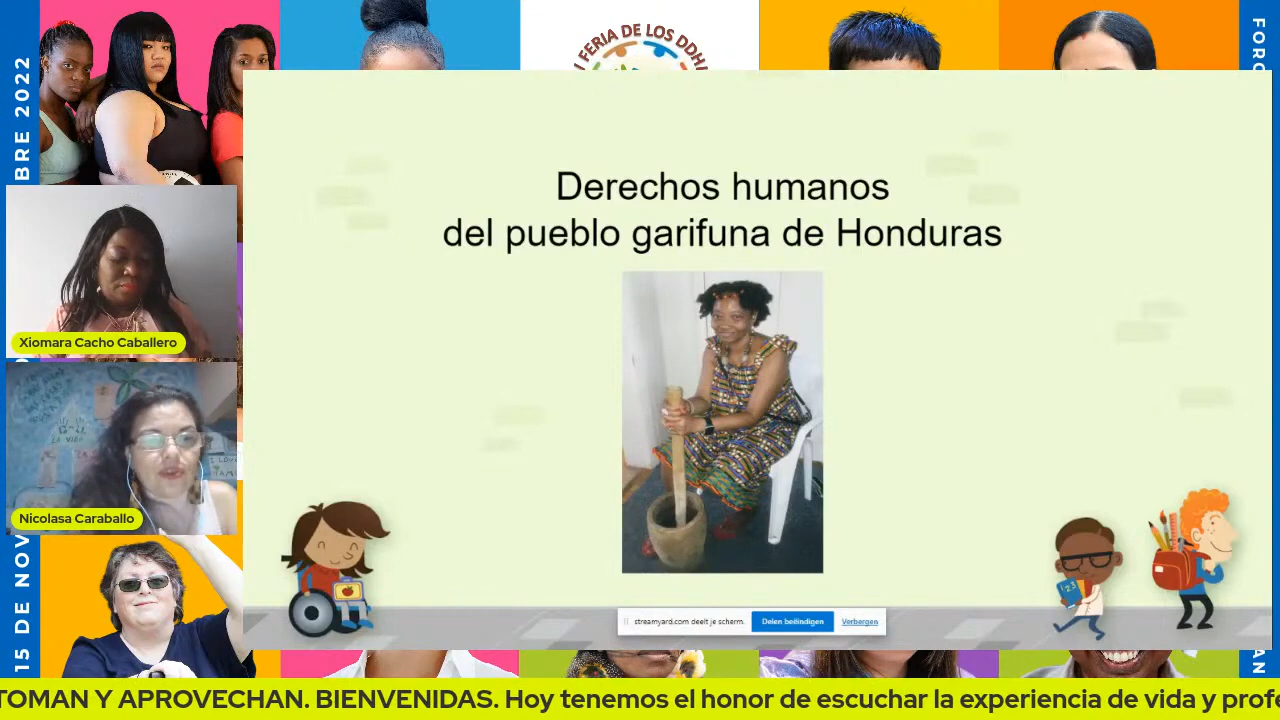 FERIA DE LOS DDH
BRE 2022
Derechos humanos
del pueblo garifuna de Honduras
Xiomara Cacho Caballero
Nicolasa Caraballo
15 DE NOV
streamyard.com deelt je scherm.
Delen beëindigen
Verbergen
TOMAN Y APROVECHAN. BIENVENIDAS. Hoy tenemos el honor de escuchar la experiencia de vida y profe